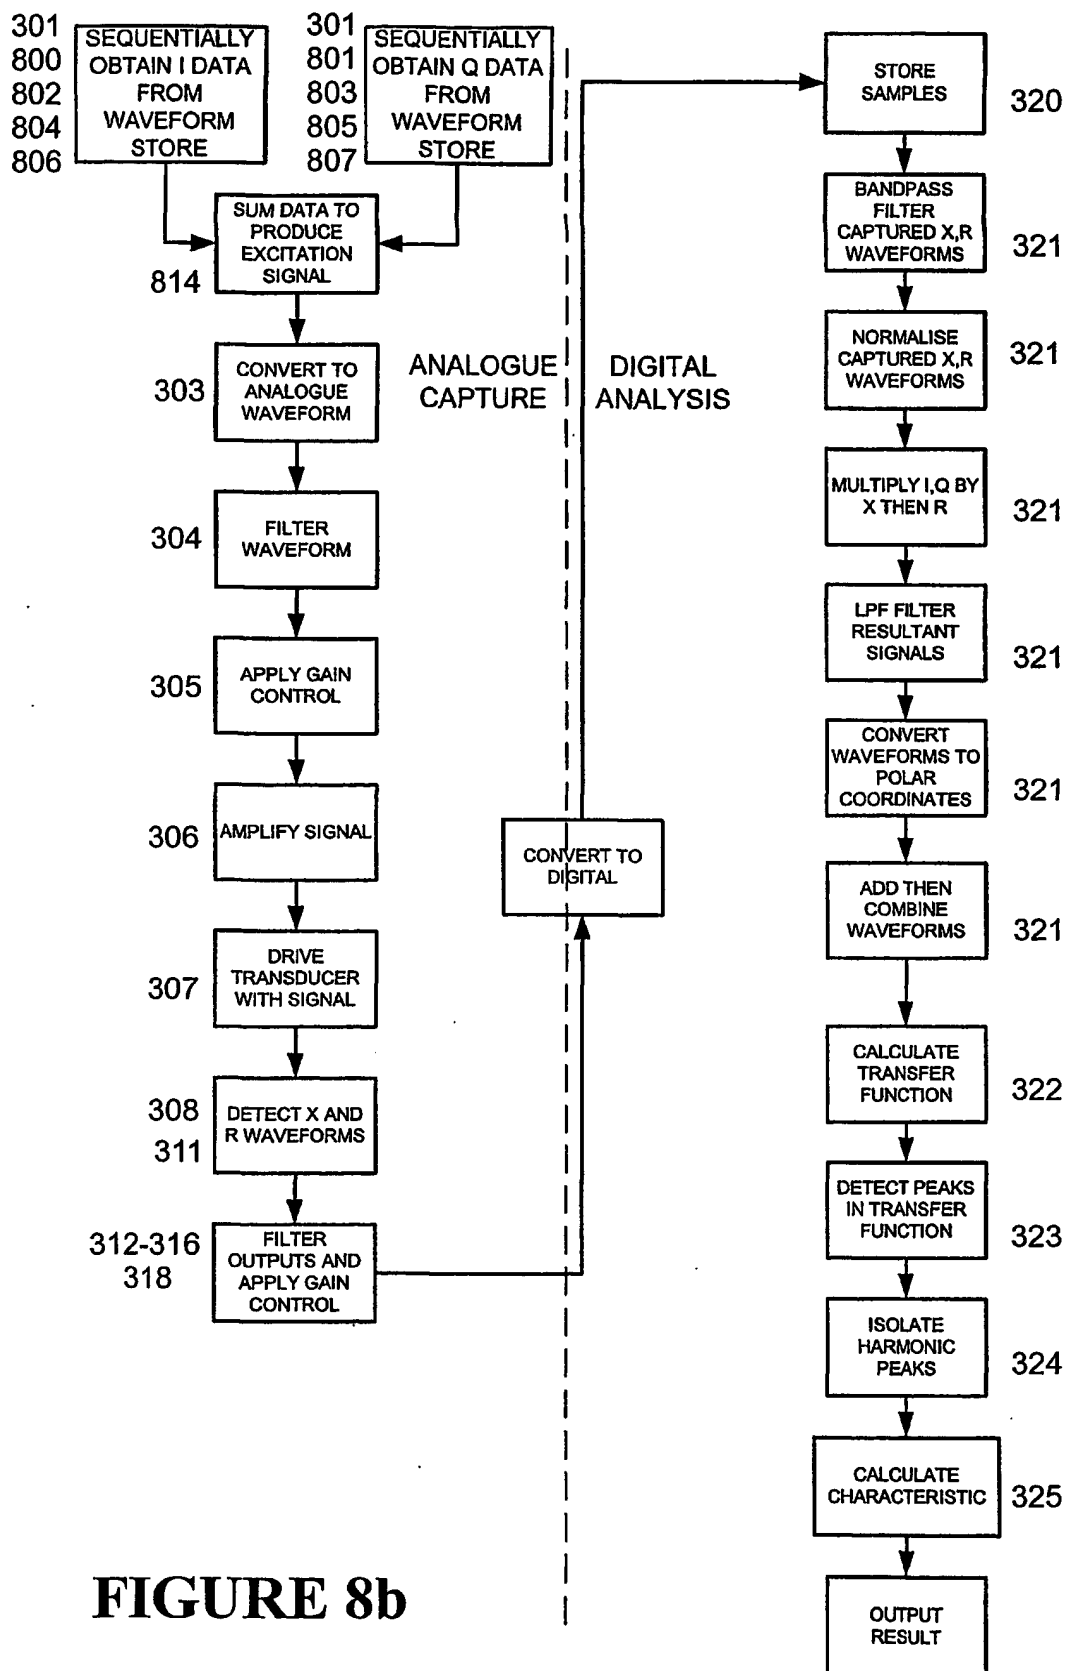 301
800
802
804
806
SEQUENTIALLY
OBTAIN I DATA
FROM
WAVEFORM
STORE
301
801
803
805
807
SEQUENTIALLY
OBTAIN Q DATA
FROM
WAVEFORM
STORE
814
SUM DATA TO
PRODUCE
EXCITATION
SIGNAL
303
CONVERT TO
ANALOGUE
WAVEFORM
304
FILTER
WAVEFORM
305
APPLY GAIN
CONTROL
306
AMPLIFY SIGNAL
307
DRIVE
TRANSDUCER
WITH SIGNAL
308
311
DETECT X AND
R WAVEFORMS
312-316
318
FILTER
OUTPUTS AND
APPLY GAIN
CONTROL
ANALOGUE
CAPTURE
DIGITAL
ANALYSIS
CONVERT TO
DIGITAL
STORE
SAMPLES
320
BANDPASS
FILTER
CAPTURED X,R
WAVEFORMS
321
NORMALISE
CAPTURED X,R
WAVEFORMS
321
MULTIPLY I,Q BY
X THEN R
321
LPF FILTER
RESULTANT
SIGNALS
321
CONVERT
WAVEFORMS TO
POLAR
COORDINATES
321
ADD THEN
COMBINE
WAVEFORMS
321
CALCULATE
TRANSFER
FUNCTION
322
DETECT PEAKS
IN TRANSFER
FUNCTION
323
ISOLATE
HARMONIC
PEAKS
324
CALCULATE
CHARACTERISTIC
325
OUTPUT
RESULT
FIGURE 8b